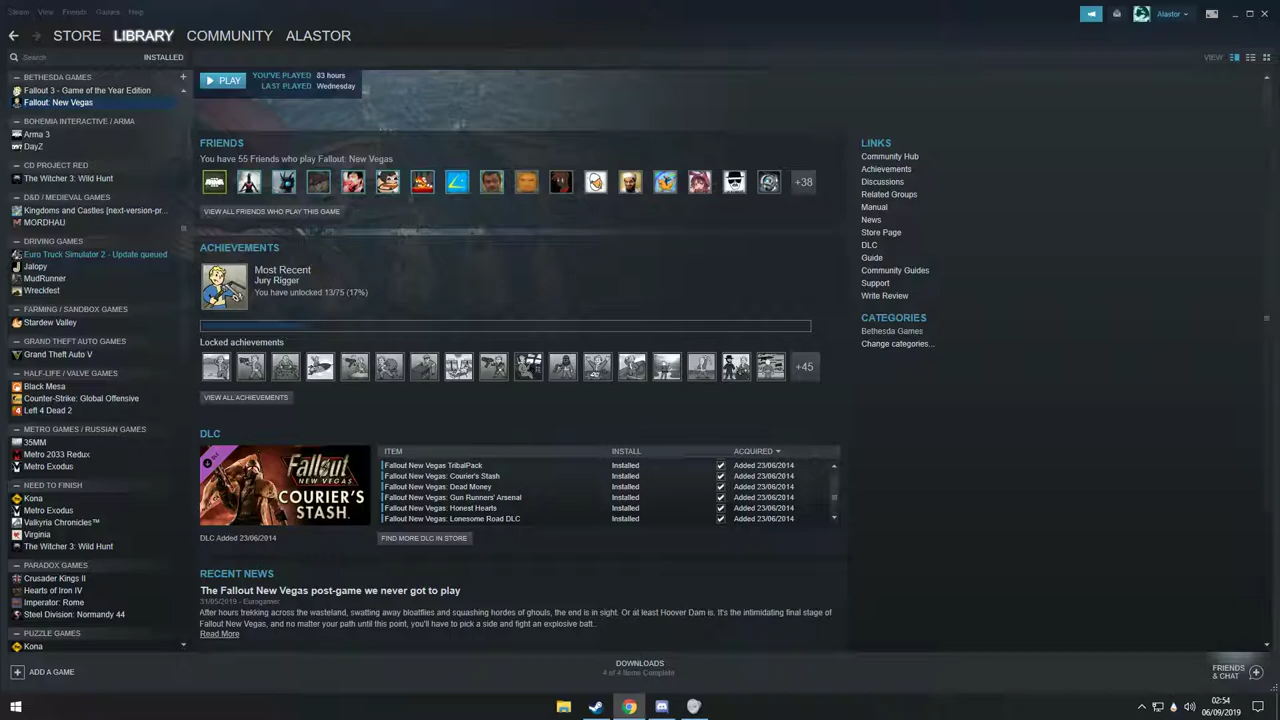 Steam View Friends Games Help
Alastor
STORE LIBRARY COMMUNITY ALASTOR
Search INSTALLED
VIEW
BETHESDA GAMES
Fallout 3 - Game of the Year Edition
Fallout: New Vegas
BOHEMIA INTERACTIVE / ARMA
Arma 3
DayZ
CD PROJECT RED
The Witcher 3: Wild Hunt
D&D / MEDIEVAL GAMES
Kingdoms and Castles [next-version-pr...
MORDHAU
DRIVING GAMES
Euro Truck Simulator 2 - Update queued
Jalopy
MudRunner
Wreckfest
FARMING / SANDBOX GAMES
Stardew Valley
GRAND THEFT AUTO GAMES
Grand Theft Auto V
HALF-LIFE / VALVE GAMES
Black Mesa
Counter-Strike: Global Offensive
Left 4 Dead 2
METRO GAMES / RUSSIAN GAMES
35MM
Metro 2033 Redux
Metro Exodus
NEED TO FINISH
Kona
Metro Exodus
Valkyria Chronicles™
Virginia
The Witcher 3: Wild Hunt
PARADOX GAMES
Crusader Kings II
Hearts of Iron IV
Imperator: Rome
Steel Division: Normandy 44
PUZZLE GAMES
Kona
ADD A GAME
PLAY
YOU'VE PLAYED 83 hours
LAST PLAYED Wednesday
FRIENDS
You have 55 Friends who play Fallout: New Vegas
+38
VIEW ALL FRIENDS WHO PLAY THIS GAME
ACHIEVEMENTS
Most Recent
Jury Rigger
You have unlocked 13/75 (17%)
Locked achievements
+45
VIEW ALL ACHIEVEMENTS
DLC
Fallout
NEW VEGAS
COURIER'S
STASH
DLC Added 23/06/2014
ITEM INSTALL ACQUIRED
Fallout New Vegas TribalPack Installed Added 23/06/2014
Fallout New Vegas: Courier's Stash Installed Added 23/06/2014
Fallout New Vegas: Dead Money Installed Added 23/06/2014
Fallout New Vegas: Gun Runners' Arsenal Installed Added 23/06/2014
Fallout New Vegas: Honest Hearts Installed Added 23/06/2014
Fallout New Vegas: Lonesome Road DLC Installed Added 23/06/2014
FIND MORE DLC IN STORE
RECENT NEWS
The Fallout New Vegas post-game we never got to play
31/05/2019 - Eurogamer
After hours trekking across the wasteland, swatting away bloatflies and squashing hordes of ghouls, the end is in sight. Or at least Hoover Dam is. It's the intimidating final stage of
Fallout New Vegas, and no matter your path until this point, you'll have to pick a side and fight an explosive batt..
Read More
LINKS
Community Hub
Achievements
Discussions
Related Groups
Manual
News
Store Page
DLC
Guide
Community Guides
Support
Write Review
CATEGORIES
Bethesda Games
Change categories...
DOWNLOADS
4 of 4 Items Complete
FRIENDS
& CHAT
02:54
06/09/2019